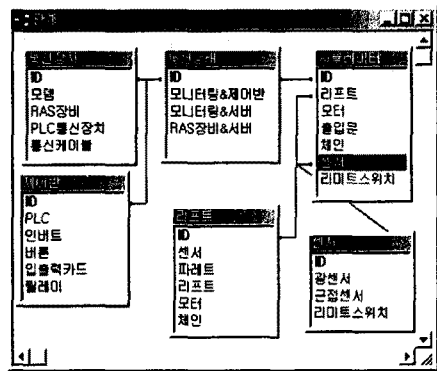 ID
모뎀
RAS장비
PLC통신장치
통신케이블
ID
모니터링&제어반
모니터링&서버
RAS장비&서버
ID
리프트
모터
출입문
체인
센서
리미트스위치
ID
PLC
인버트
버튼
입출력카드
릴레이
리프트
ID
센서
파레트
리프트
모터
체인
센서
ID
광센서
근접센서
리미트스위치